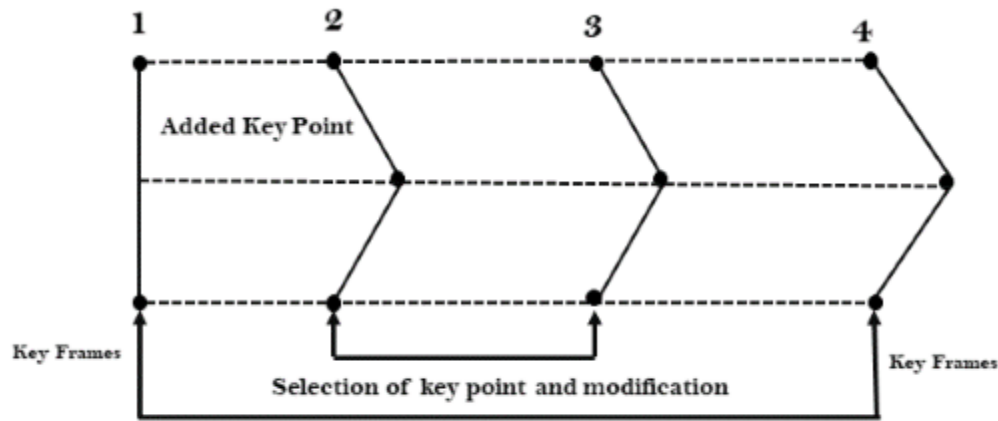 1 2 3 4
Added Key Point
Key Frames
Key Frames
Selection of key point and modification